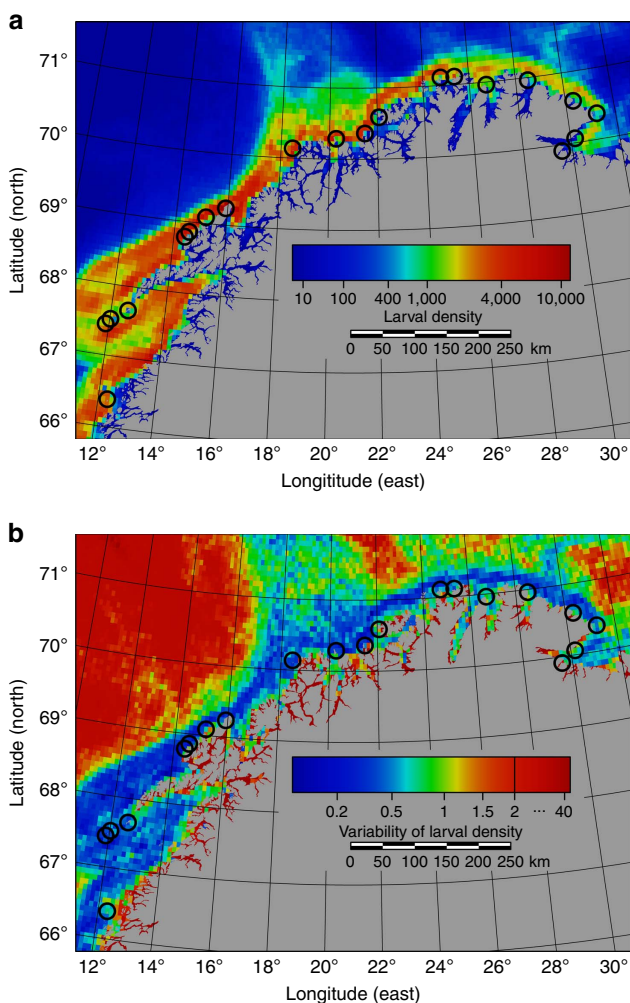 a
71°
70°
69°
68°
67°
66°
Latitude (north)
10 100 400 1,000 4,000 10,000
Larval density
0 50 100 150 200 250 km
12° 14° 16° 18° 20° 22° 24° 26° 28° 30°
Longititude (east)
b
71°
70°
69°
68°
67°
66°
Latitude (north)
0.2 0.5 1 1.5 2 ··· 40
Variability of larval density
0 50 100 150 200 250 km
12° 14° 16° 18° 20° 22° 24° 26° 28° 30°
Longitude (east)